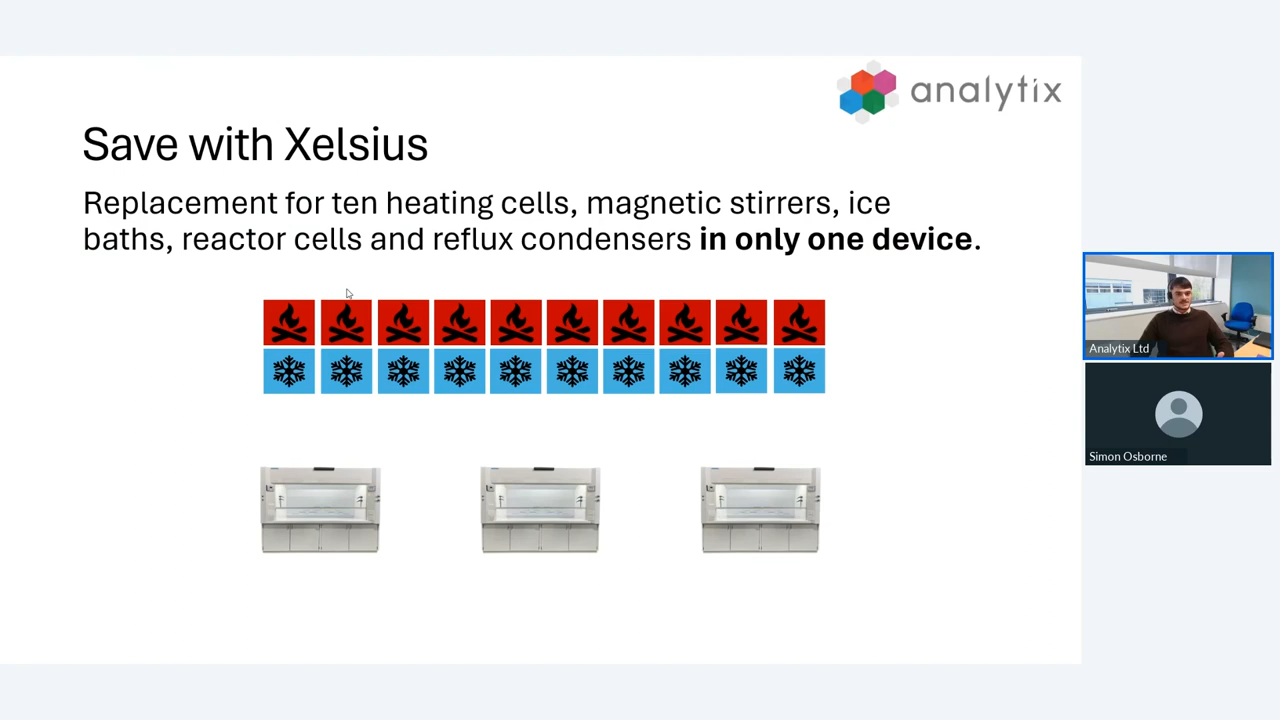 analytix
Save with Xelsius
Replacement for ten heating cells, magnetic stirrers, ice
baths, reactor cells and reflux condensers in only one device.
Analytix Ltd
Simon Osborne